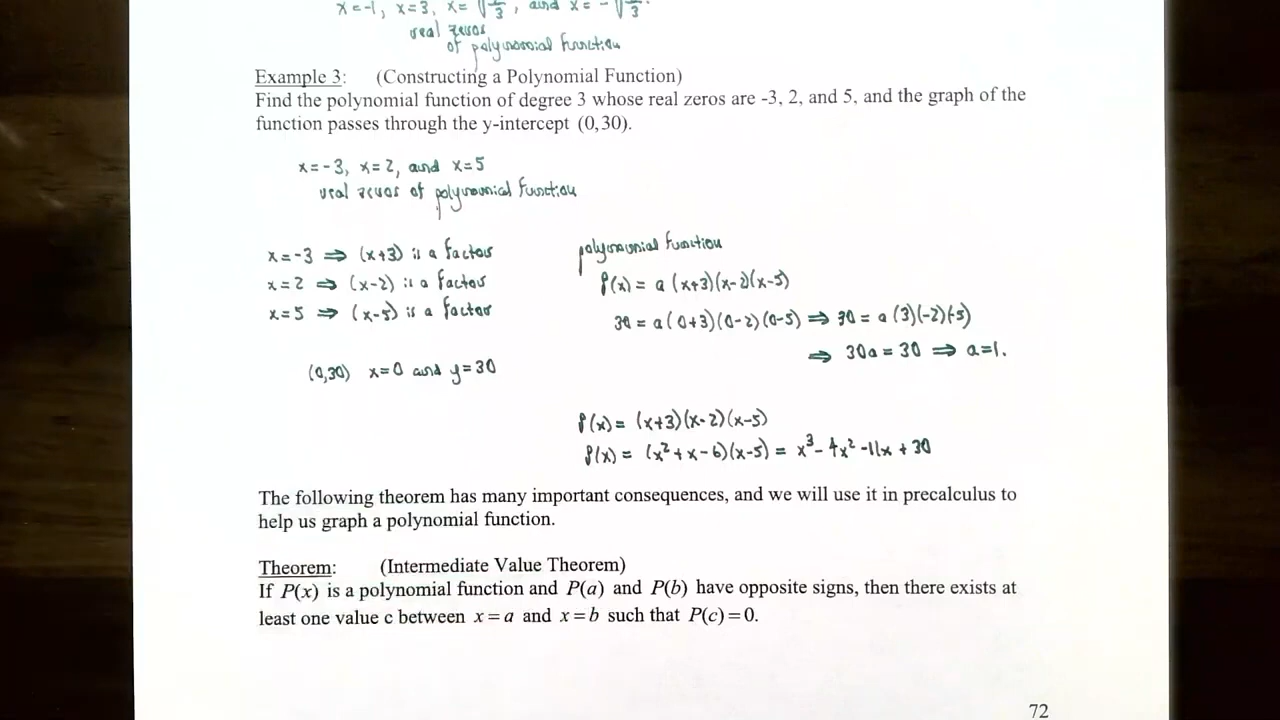 x=-1, x=3, x= √, and x= -√
real zeros
of polynomial function
Example 3: (Constructing a Polynomial Function)
Find the polynomial function of degree 3 whose real zeros are -3, 2, and 5, and the graph of the
function passes through the y-intercept (0,30).
x=-3, x=2, and x=5
real zeros of polynomial function
x=-3 ⇒ (x+3) is a factor
x=2 ⇒ (x-2) is a factor
x=5 ⇒ (x-5) is a factor
(0,30) x=0 and y=30
polynomial function
f(x) = a (x+3)(x-2)(x-5)
30 = a(0+3)(0-2)(0-5) ⇒ 30 = a(3)(-2)(-5)
⇒ 30a = 30 ⇒ a=1.
f(x) = (x+3)(x-2)(x-5)
f(x) = (x²+x-6)(x-5) = x³-4x²-11x+30
The following theorem has many important consequences, and we will use it in precalculus to
help us graph a polynomial function.
Theorem: (Intermediate Value Theorem)
If P(x) is a polynomial function and P(a) and P(b) have opposite signs, then there exists at
least one value c between x=a and x=b such that P(c)=0.
72